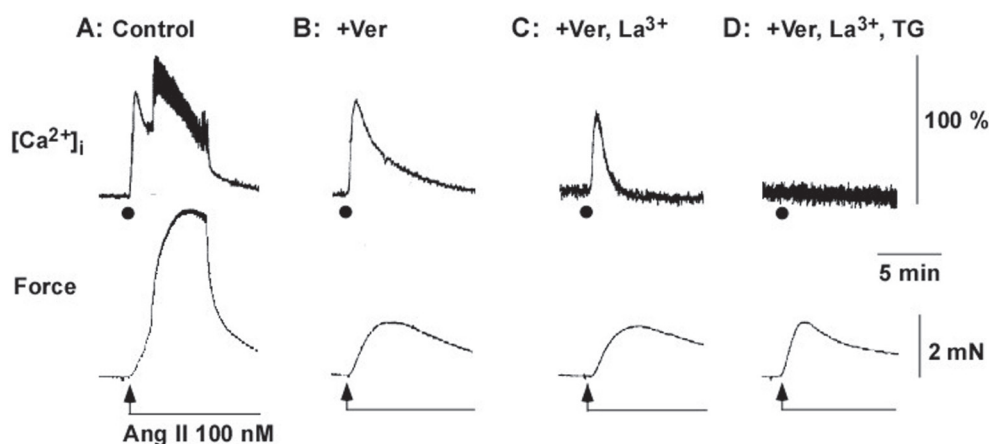 A: Control
B: +Ver
C: +Ver, La³⁺
D: +Ver, La³⁺, TG
[Ca²⁺]ᵢ
100 %
5 min
Force
2 mN
Ang II 100 nM